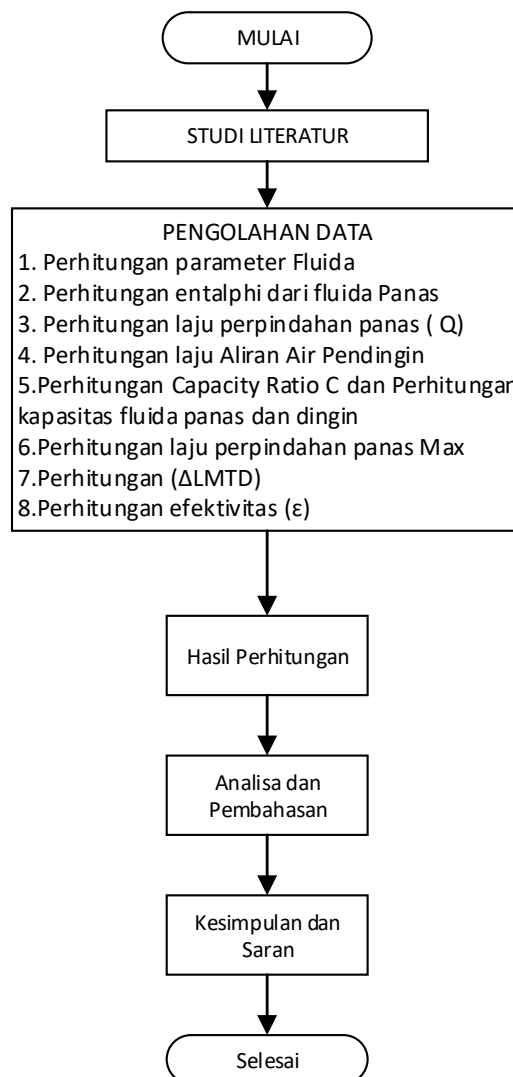 MULAI
STUDI LITERATUR
PENGOLAHAN DATA
1. Perhitungan parameter Fluida
2. Perhitungan entalphi dari fluida Panas
3. Perhitungan laju perpindahan panas ( Q)
4. Perhitungan laju Aliran Air Pendingin
5.Perhitungan Capacity Ratio C dan Perhitungan
kapasitas fluida panas dan dingin
6.Perhitungan laju perpindahan panas Max
7.Perhitungan (ΔLMTD)
8.Perhitungan efektivitas (ε)
Hasil Perhitungan
Analisa dan
Pembahasan
Kesimpulan dan
Saran
Selesai